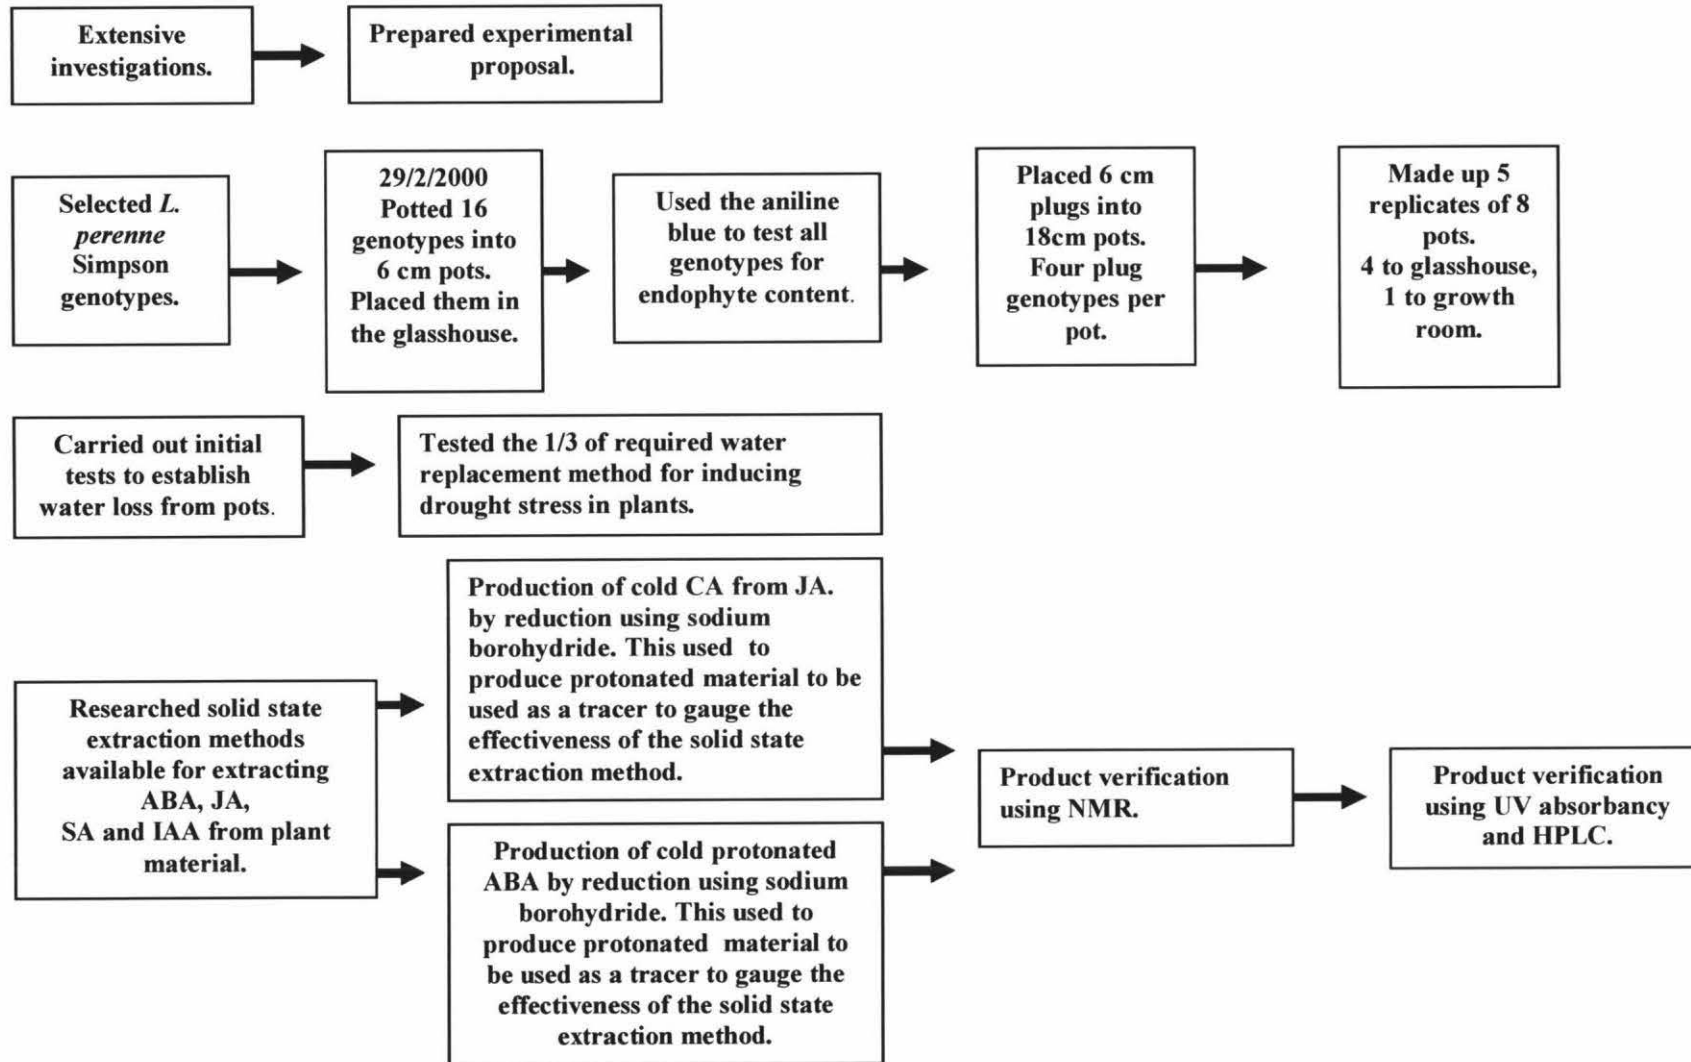 Extensive
investigations.
Prepared experimental
proposal.
Selected L.
perenne
Simpson
genotypes.
29/2/2000
Potted 16
genotypes into
6 cm pots.
Placed them in
the glasshouse.
Used the aniline
blue to test all
genotypes for
endophyte content.
Placed 6 cm
plugs into
18cm pots.
Four plug
genotypes per
pot.
Made up 5
replicates of 8
pots.
4 to glasshouse,
1 to growth
room.
Carried out initial
tests to establish
water loss from pots.
Tested the 1/3 of required water
replacement method for inducing
drought stress in plants.
Researched solid state
extraction methods
available for extracting
ABA, JA,
SA and IAA from plant
material.
Production of cold CA from JA.
by reduction using sodium
borohydride. This used to
produce protonated material to be
used as a tracer to gauge the
effectiveness of the solid state
extraction method.
Production of cold protonated
ABA by reduction using sodium
borohydride. This used to
produce protonated material to
be used as a tracer to gauge the
effectiveness of the solid state
extraction method.
Product verification
using NMR.
Product verification
using UV absorbancy
and HPLC.